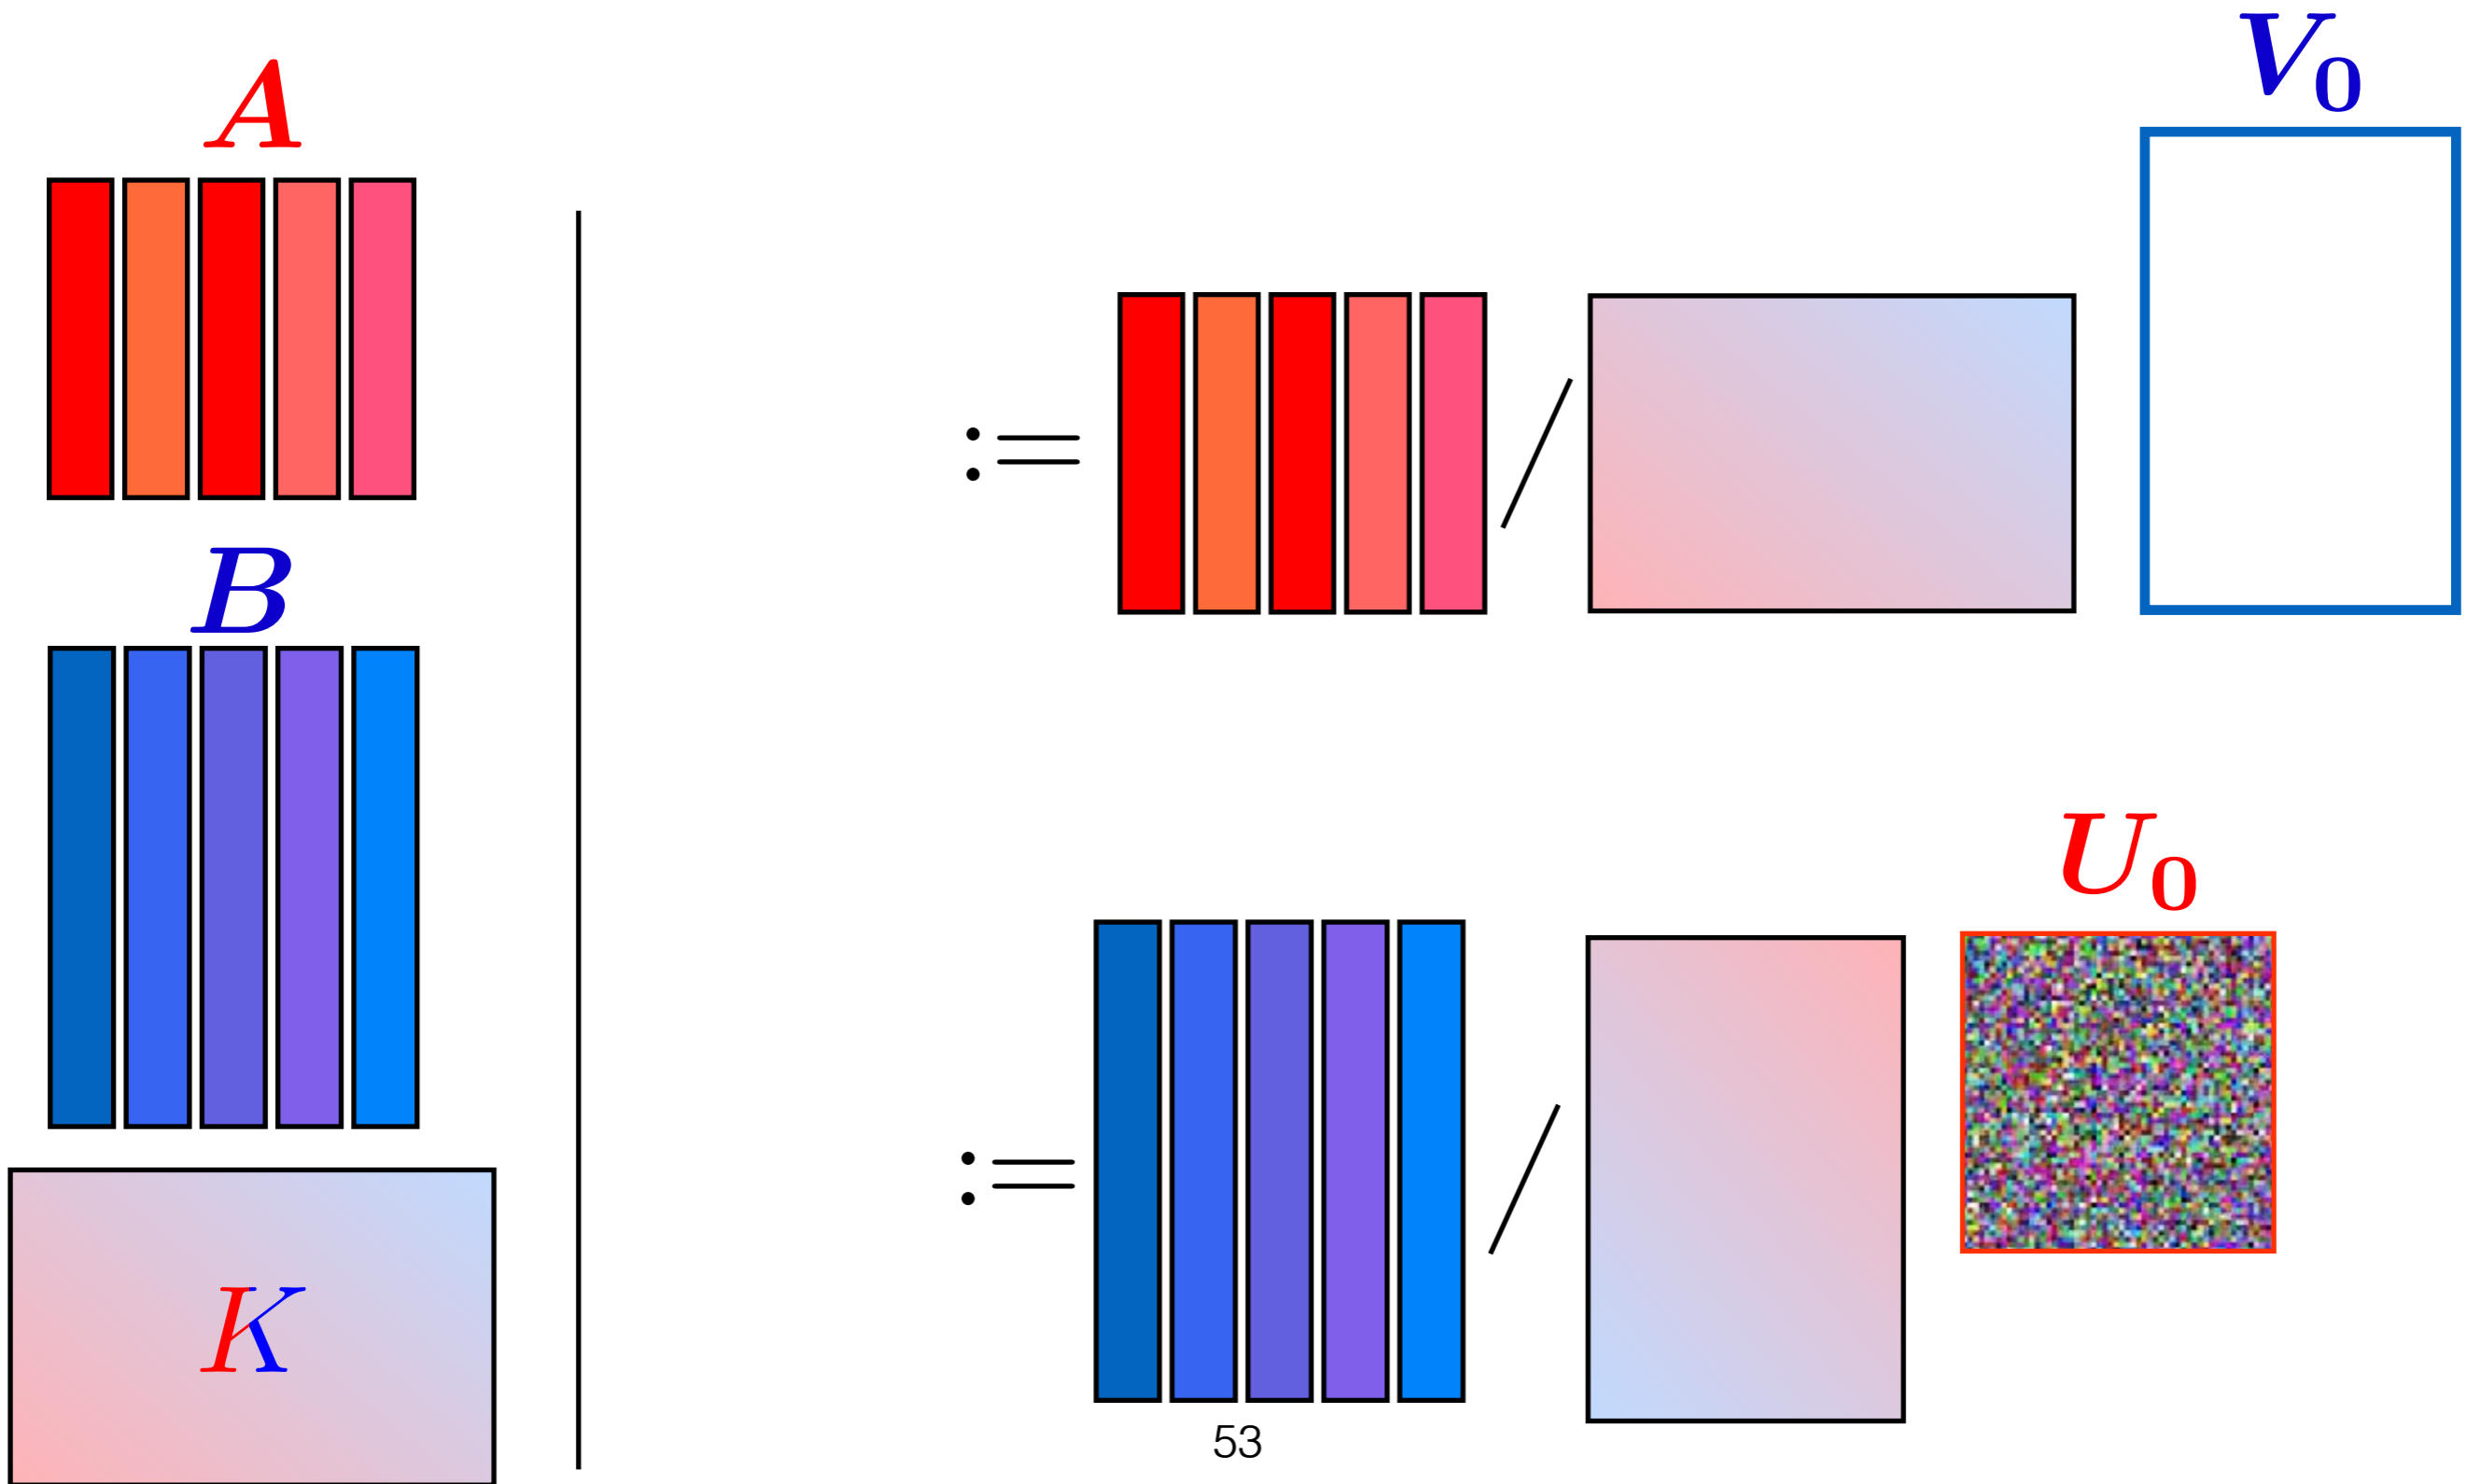 A
B
K
V₀
:=
/
U₀
:=
/
53